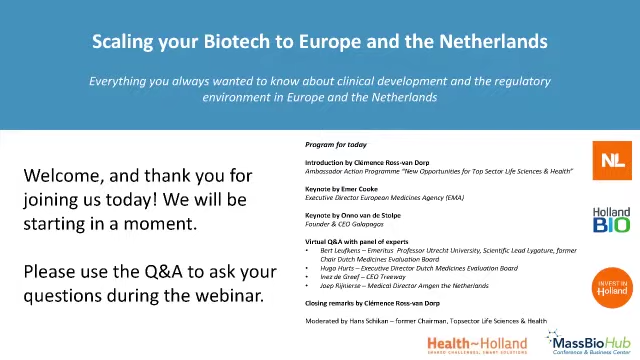 Scaling your Biotech to Europe and the Netherlands
Everything you always wanted to know about clinical development and the regulatory
environment in Europe and the Netherlands
Welcome, and thank you for
joining us today! We will be
starting in a moment.
Please use the Q&A to ask your
questions during the webinar.
Program for today
Introduction by Clémence Ross-van Dorp
Ambassador Action Programme "New Opportunities for Top Sector Life Sciences & Health"
Keynote by Emer Cooke
Executive Director European Medicines Agency (EMA)
Keynote by Onno van de Stolpe
Founder & CEO Galapagos
Virtual Q&A with panel of experts
• Bert Leufkens – Emeritus Professor Utrecht University, Scientific Lead Lygature, former
Chair Dutch Medicines Evaluation Board
• Hugo Hurts – Executive Director Dutch Medicines Evaluation Board
• Inez de Greef – CEO Treeway
• Joep Rijnierse – Medical Director Amgen the Netherlands
Closing remarks by Clémence Ross-van Dorp
Moderated by Hans Schikan – former Chairman, Topsector Life Sciences & Health
NL
Holland
BIO
INVEST IN
Holland
Health~Holland
SHARED CHALLENGES, SMART SOLUTIONS
MassBioHub
Conference & Business Center